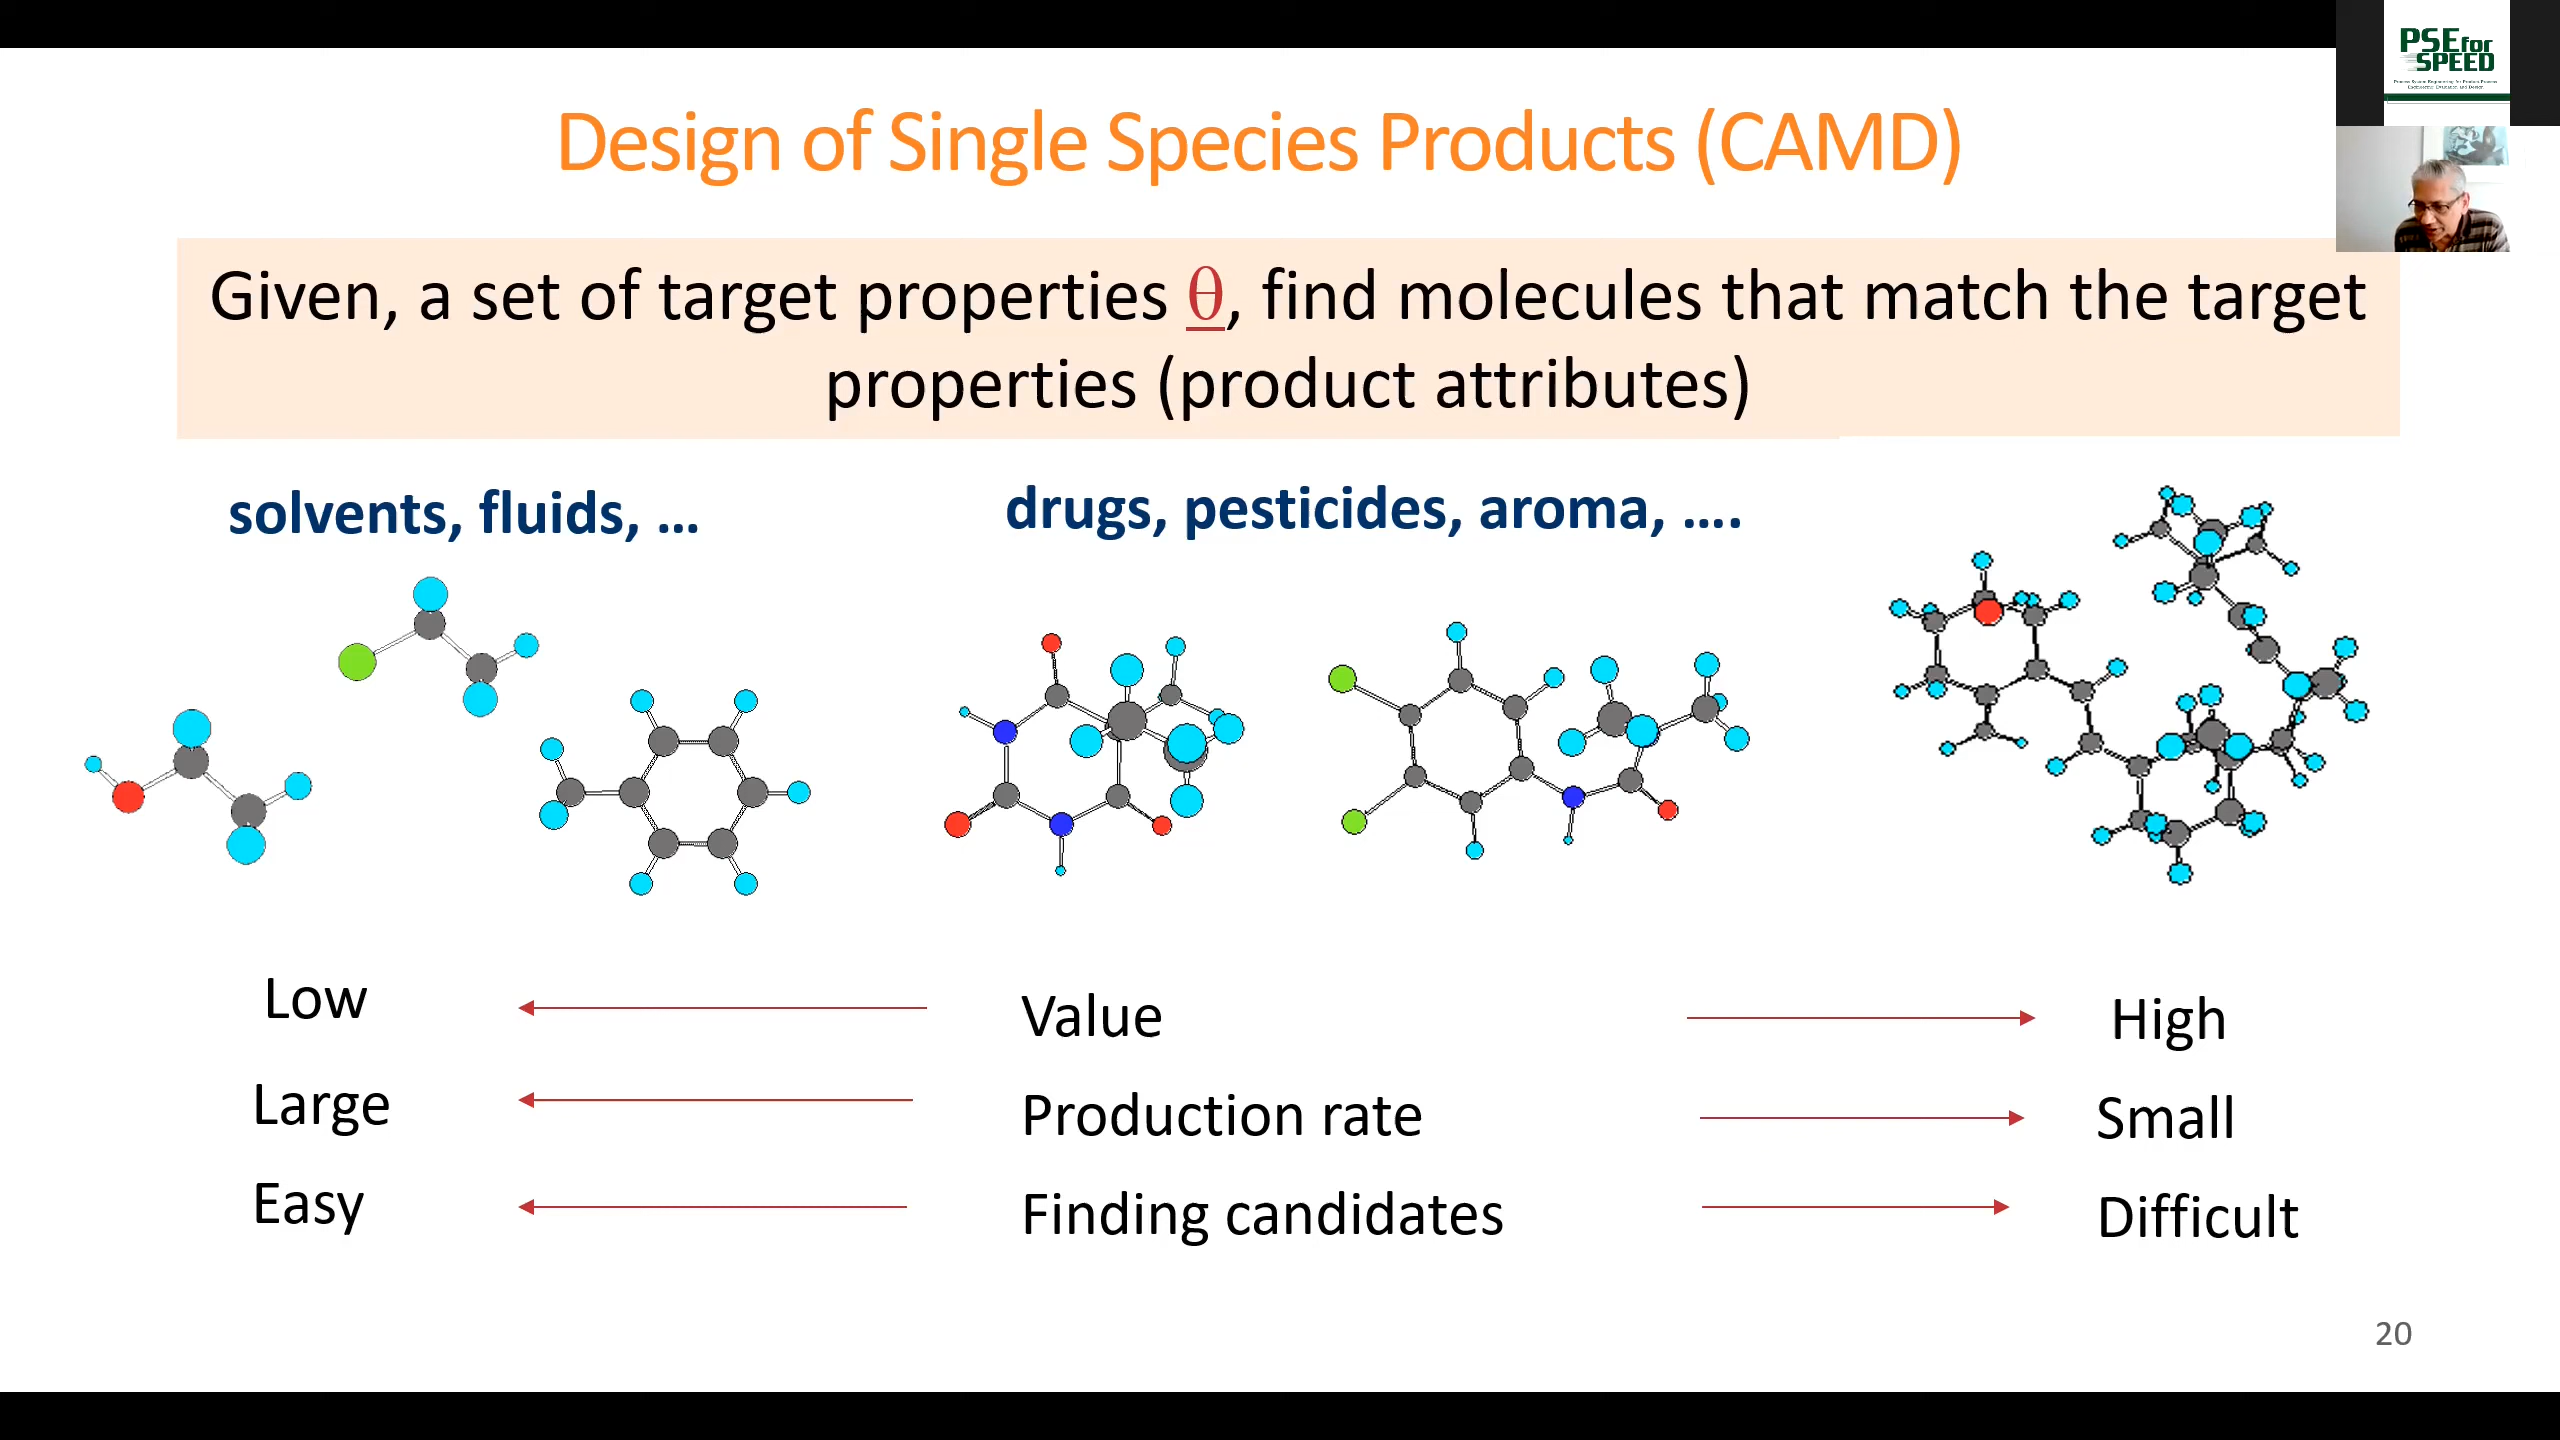 PSE for
SPEED
Design of Single Species Products (CAMD)
Given, a set of target properties θ, find molecules that match the target
properties (product attributes)
solvents, fluids, ...
drugs, pesticides, aroma, ....
Low
Value
High
Large
Production rate
Small
Easy
Finding candidates
Difficult
20